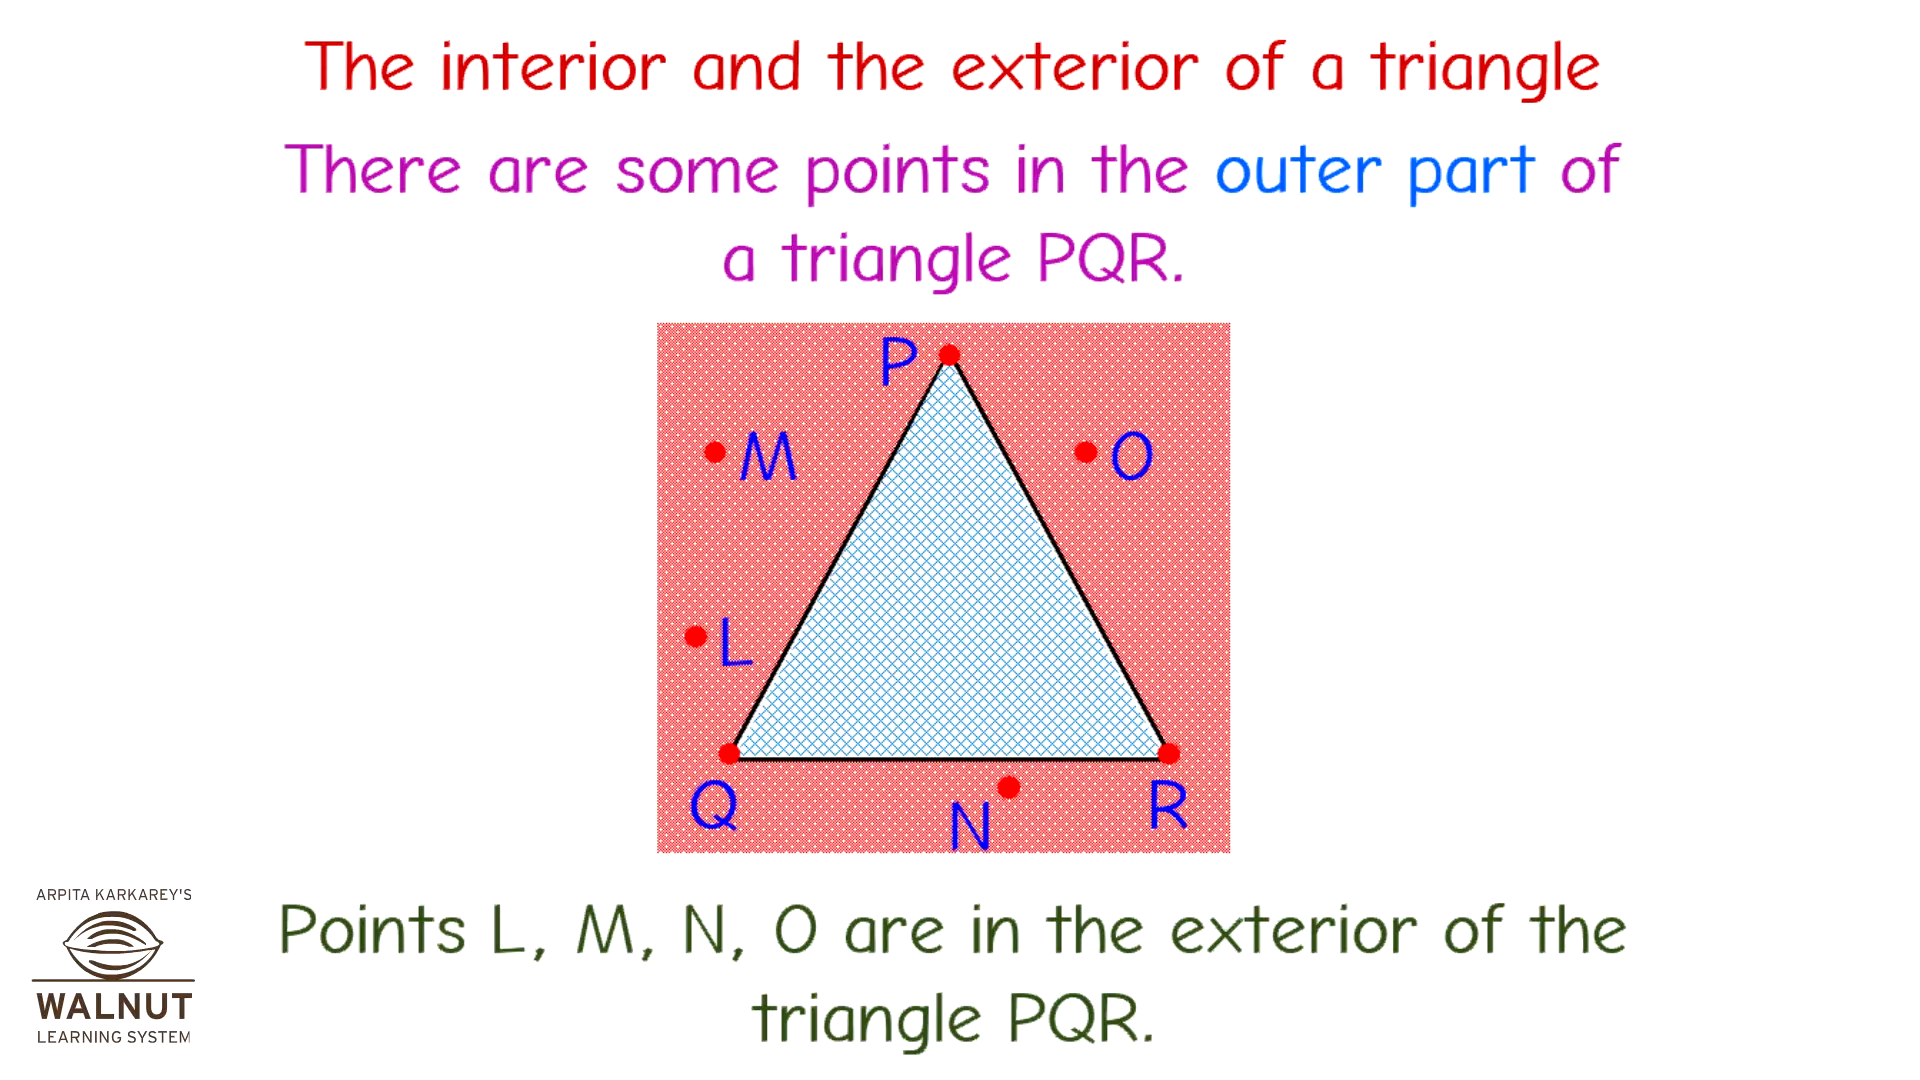 The interior and the exterior of a triangle
There are some points in the outer part of
a triangle PQR.
P
M
O
L
Q
N
R
Points L, M, N, O are in the exterior of the
triangle PQR.
ARPITA KARKAREY'S
WALNUT
LEARNING SYSTEM